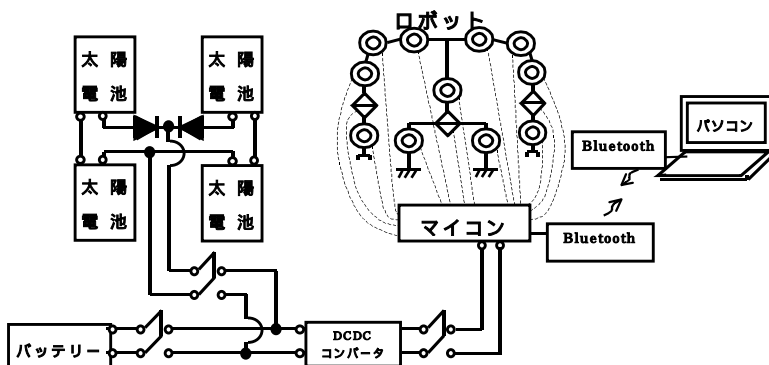 ロボット
太陽
電池
太陽
電池
パソコン
Bluetooth
太陽
電池
太陽
電池
マイコン
Bluetooth
バッテリー
DCDC
コンバータ